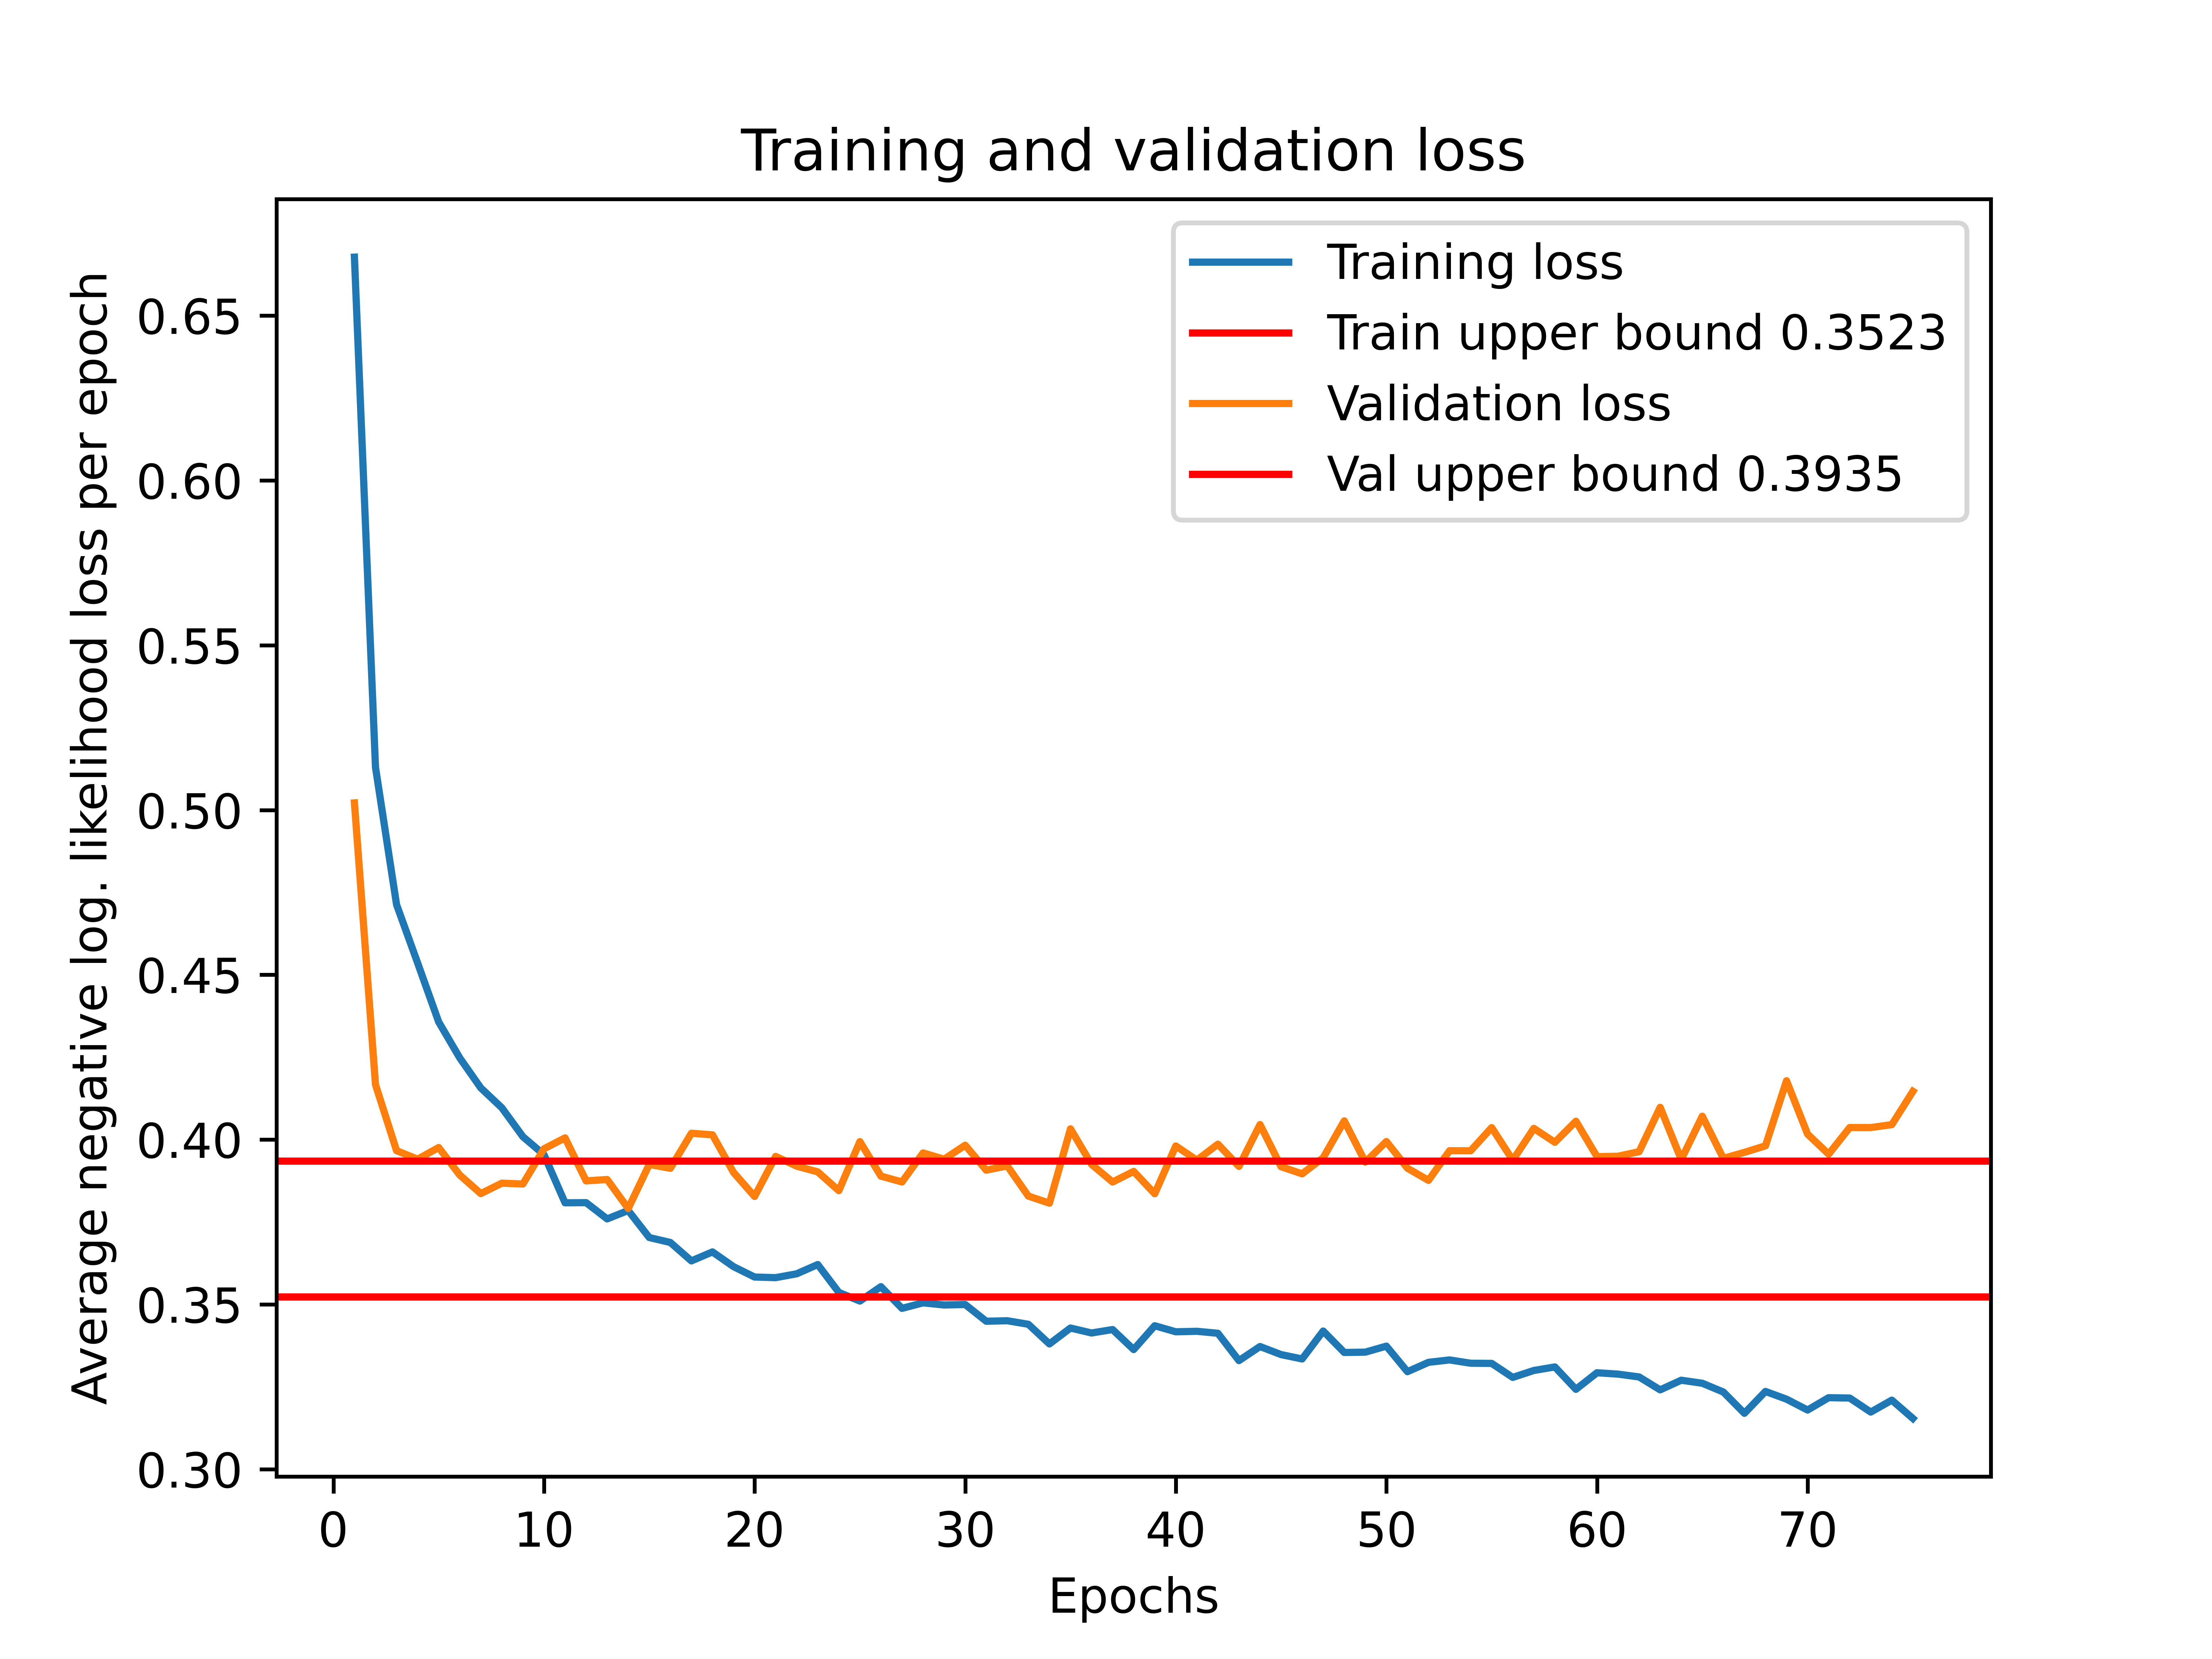 Training and validation loss
Training loss
Train upper bound 0.3523
Validation loss
Val upper bound 0.3935
Average negative log. likelihood loss per epoch
0.65
0.60
0.55
0.50
0.45
0.40
0.35
0.30
0 10 20 30 40 50 60 70
Epochs